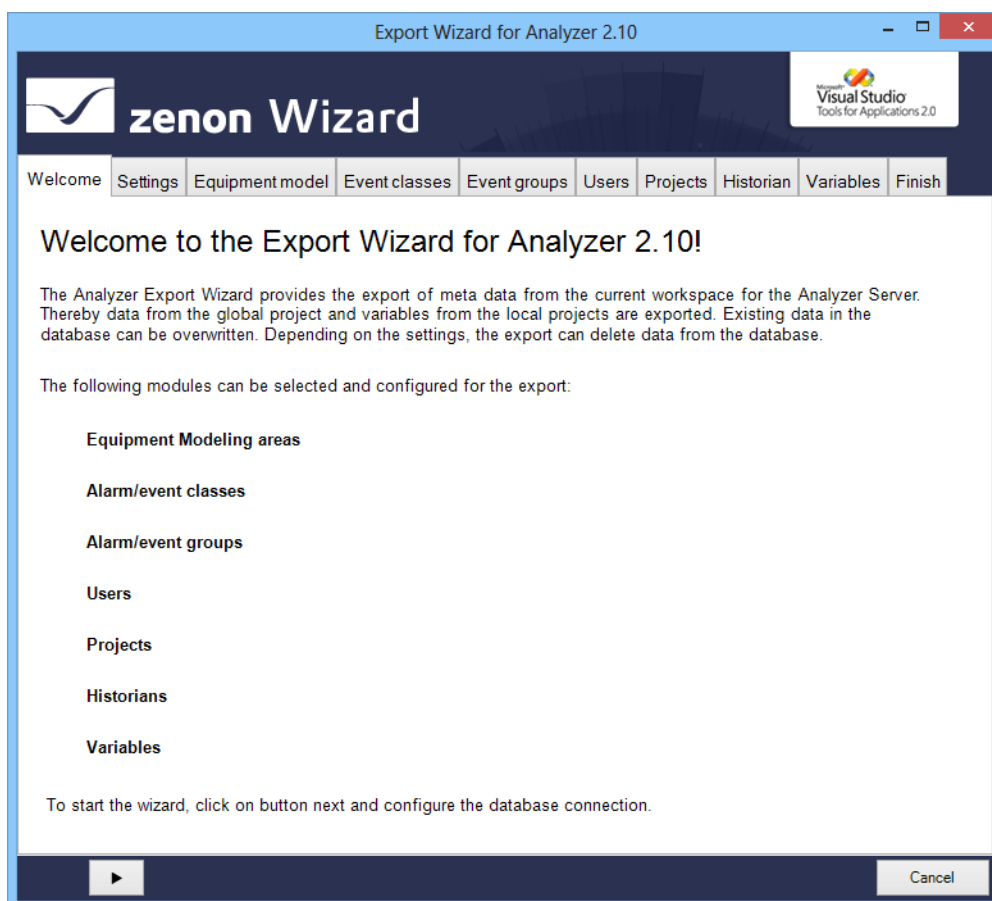 Export Wizard for Analyzer 2.10
zenon Wizard
Microsoft
Visual Studio
Tools for Applications 2.0
Welcome Settings Equipment model Event classes Event groups Users Projects Historian Variables Finish
Welcome to the Export Wizard for Analyzer 2.10!
The Analyzer Export Wizard provides the export of meta data from the current workspace for the Analyzer Server.
Thereby data from the global project and variables from the local projects are exported. Existing data in the
database can be overwritten. Depending on the settings, the export can delete data from the database.
The following modules can be selected and configured for the export:
Equipment Modeling areas
Alarm/event classes
Alarm/event groups
Users
Projects
Historians
Variables
To start the wizard, click on button next and configure the database connection.
Cancel